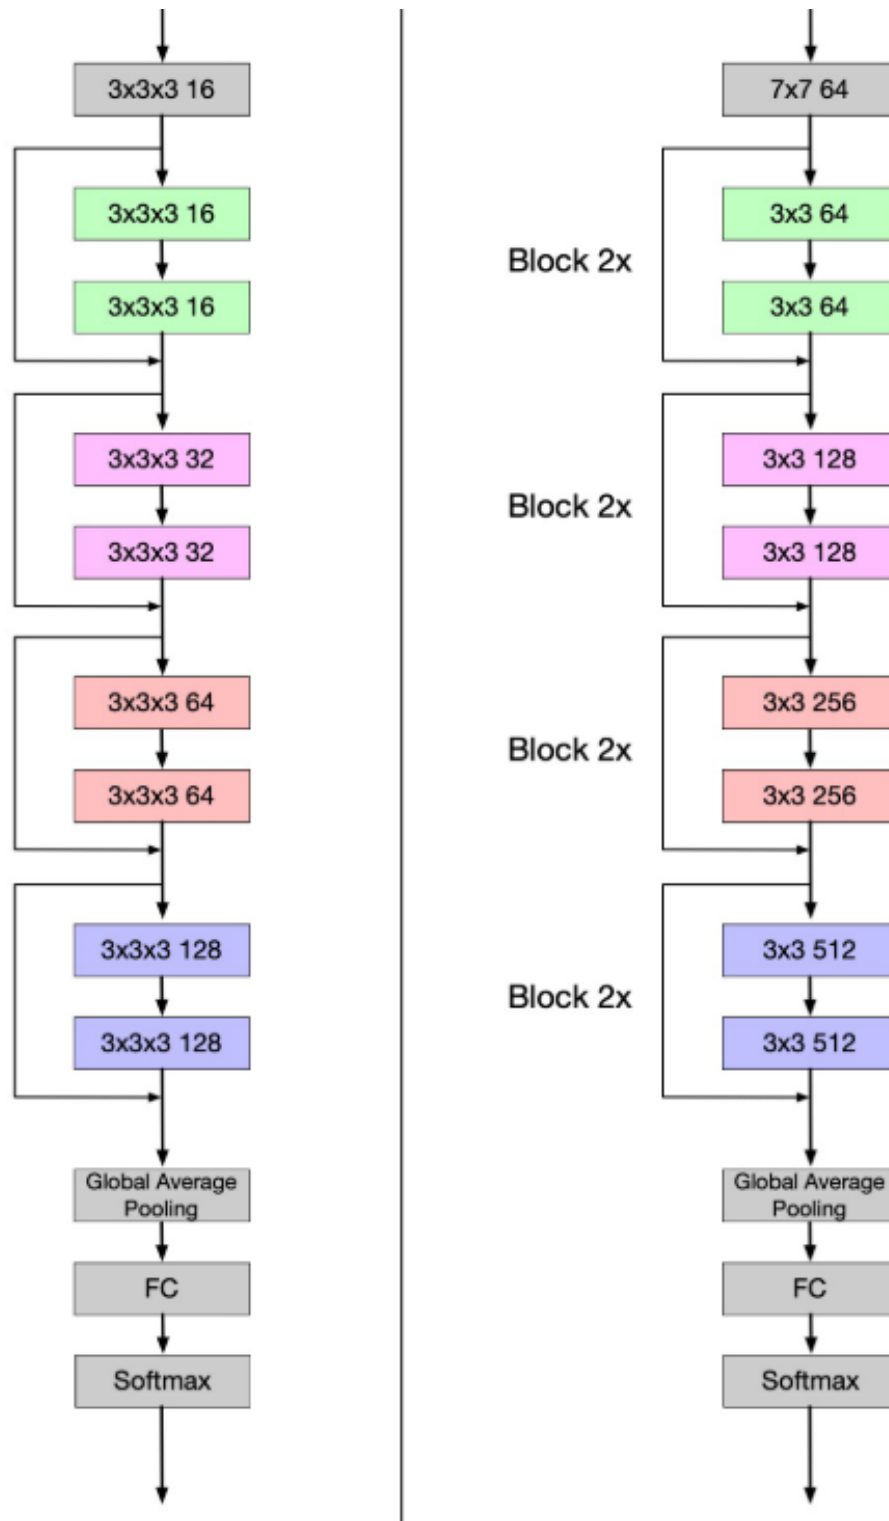 3x3x3 16
3x3x3 16
3x3x3 16
3x3x3 32
3x3x3 32
3x3x3 64
3x3x3 64
3x3x3 128
3x3x3 128
Global Average
Pooling
FC
Softmax
7x7 64
Block 2x
3x3 64
3x3 64
Block 2x
3x3 128
3x3 128
Block 2x
3x3 256
3x3 256
Block 2x
3x3 512
3x3 512
Global Average
Pooling
FC
Softmax